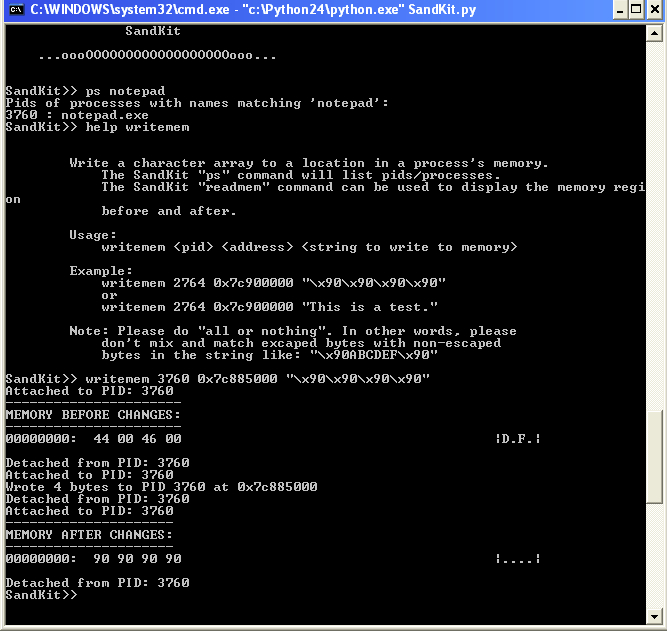 C:\WINDOWS\system32\cmd.exe - "c:\Python24\python.exe" SandKit.py
SandKit
...oooOOOOOOOOOOOOOOOOOOooo...
SandKit>> ps notepad
Pids of processes with names matching 'notepad':
3760 : notepad.exe
SandKit>> help writemem
Write a character array to a location in a process's memory.
The SandKit "ps" command will list pids/processes.
The SandKit "readmem" command can be used to display the memory regi
on
before and after.
Usage:
writemem <pid> <address> <string to write to memory>
Example:
writemem 2764 0x7c900000 "\x90\x90\x90\x90"
or
writemem 2764 0x7c900000 "This is a test."
Note: Please do "all or nothing". In other words, please
don't mix and match excaped bytes with non-escaped
bytes in the string like: "\x90ABCDEF\x90"
SandKit>> writemem 3760 0x7c885000 "\x90\x90\x90\x90"
Attached to PID: 3760
----------------------
MEMORY BEFORE CHANGES:
----------------------
00000000:  44 00 46 00 |D.F.|
Detached from PID: 3760
Attached to PID: 3760
Wrote 4 bytes to PID 3760 at 0x7c885000
Detached from PID: 3760
Attached to PID: 3760
---------------------
MEMORY AFTER CHANGES:
---------------------
00000000:  90 90 90 90 |....|
Detached from PID: 3760
SandKit>>